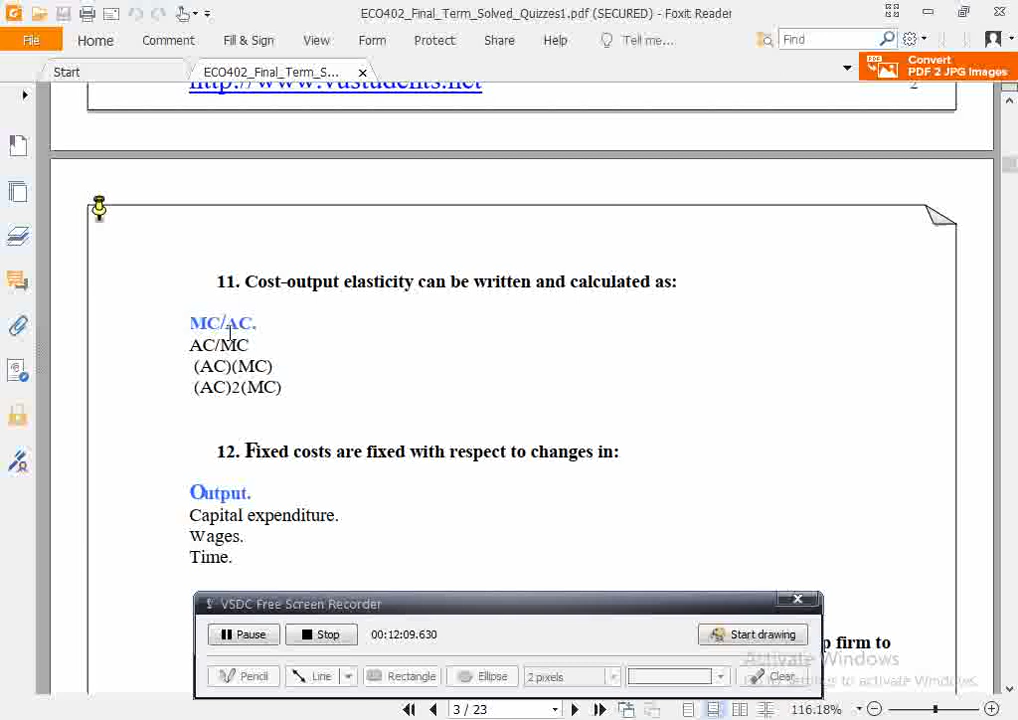 ECO402_Final_Term_Solved_Quizzes1.pdf (SECURED) - Foxit Reader
File Home Comment Fill & Sign View Form Protect Share Help Tell me... Find
Start ECO402_Final_Term_S... Convert
PDF 2 JPG Images
http://www.vustudents.net 2
11. Cost-output elasticity can be written and calculated as:
MC/AC.
AC/MC
(AC)(MC)
(AC)2(MC)
12. Fixed costs are fixed with respect to changes in:
Output.
Capital expenditure.
Wages.
Time.
VSDC Free Screen Recorder
Pause Stop 00:12:09.630 Start drawing
p firm to
Activate Windows
Pencil Line Rectangle Ellipse 2 pixels Clear
Settings to activate Windows.
3 / 23 116.18%